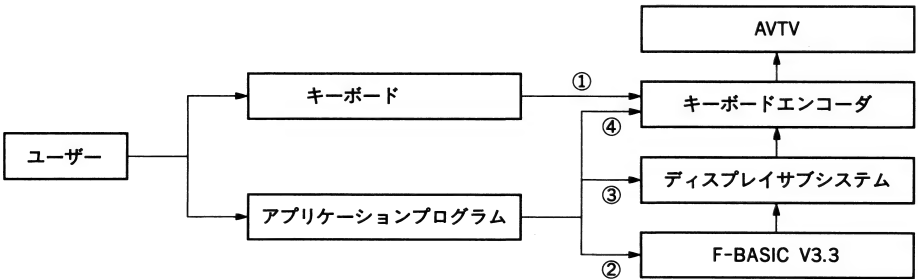 AVTV
①
キーボード
キーボードエンコーダ
④
ユーザー
ディスプレイサブシステム
③
アプリケーションプログラム
F-BASIC V3.3
②